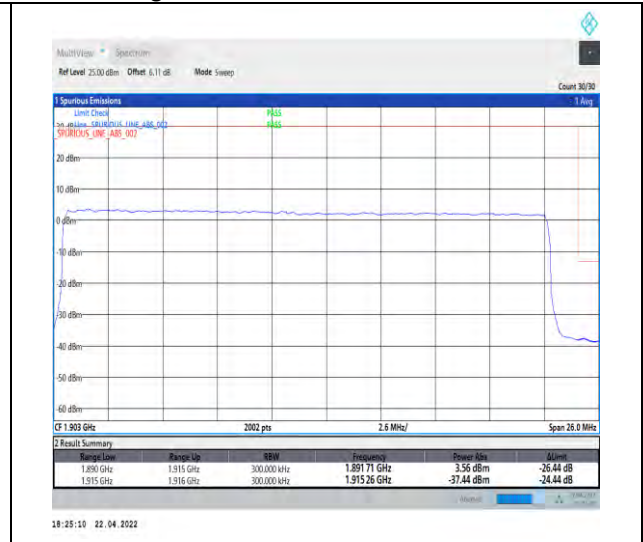 MultiView Spectrum
Ref Level 25.00 dBm Offset 6.11 dB Mode Sweep
Count 30/30
1 Spurious Emissions 1 Avg
Limit Check PASS
Line SPURIOUS_LINE_ABS_002 PASS
SPURIOUS_LINE_ABS_002
20 dBm
10 dBm
0 dBm
-10 dBm
-20 dBm
-30 dBm
-40 dBm
-50 dBm
-60 dBm
CF 1.903 GHz 2002 pts 2.6 MHz/ Span 26.0 MHz
2 Result Summary
Range Low Range Up RBW Frequency Power Abs ΔLimit
1.890 GHz 1.915 GHz 300.000 kHz 1.891 71 GHz 3.56 dBm -26.44 dB
1.915 GHz 1.916 GHz 300.000 kHz 1.915 26 GHz -37.44 dBm -24.44 dB
18:25:10 22.04.2022